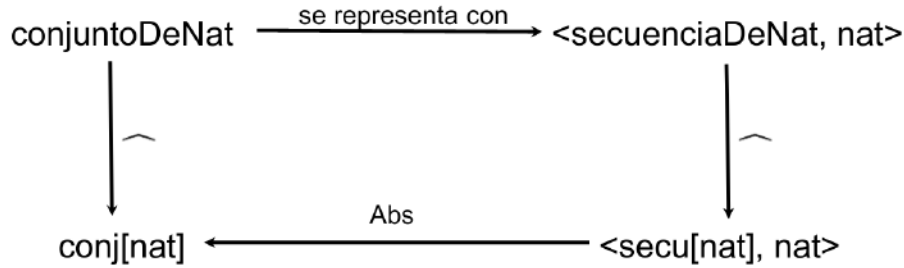 se representa con
conjuntoDeNat <secuenciaDeNat, nat>
Abs
conj[nat] <secu[nat], nat>